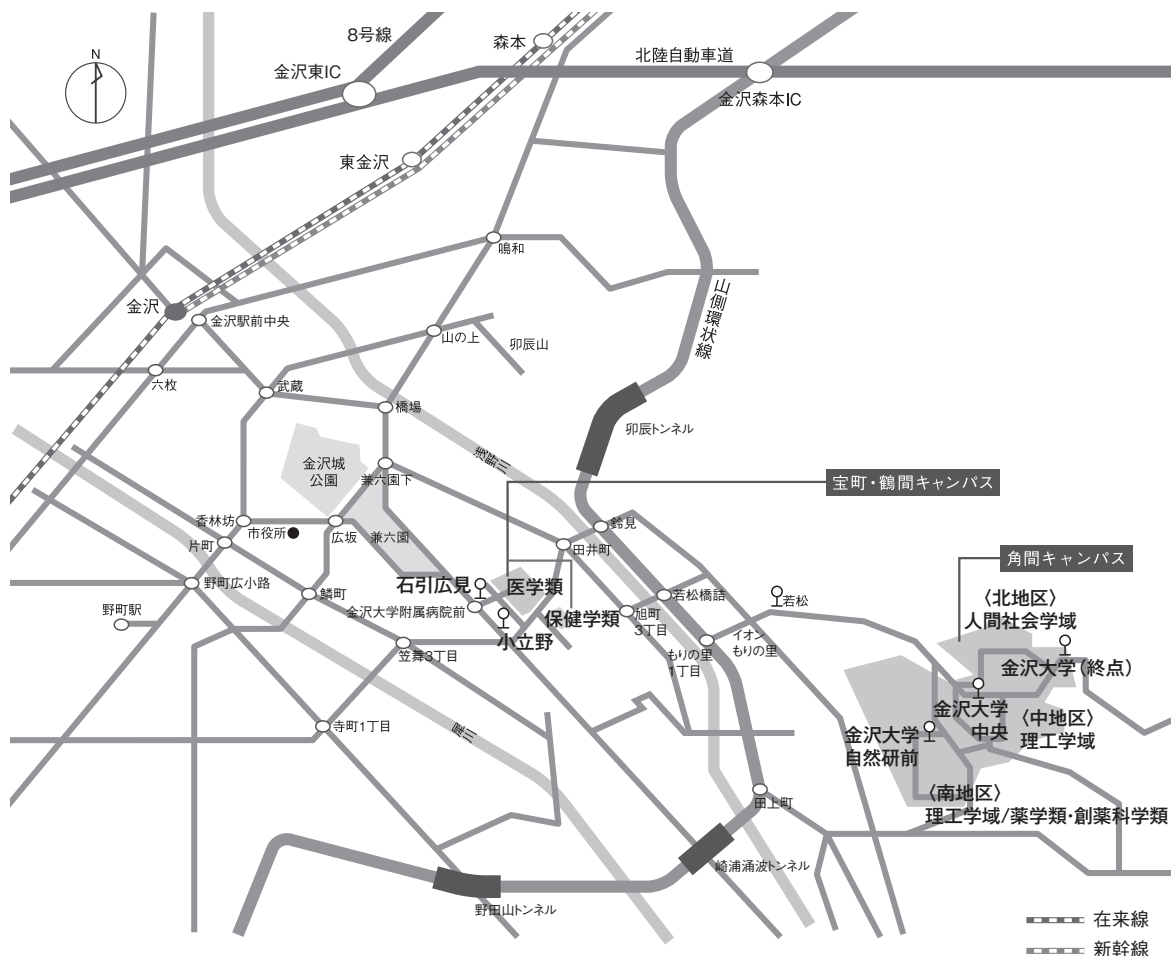 N
8号線
森本
北陸自動車道
金沢東IC
金沢森本IC
東金沢
鳴和
山側環状線
金沢
金沢駅前中央
山の上
卯辰山
六枚
武蔵
橋場
卯辰トンネル
浅野川
金沢城
公園
兼六園下
宝町・鶴間キャンパス
香林坊
市役所
広坂
兼六園
鈴見
片町
田井町
角間キャンパス
野町広小路
石引広見
医学類
若松橋詰
若松
〈北地区〉
人間社会学域
鱗町
金沢大学附属病院前
保健学類
旭町
3丁目
野町駅
小立野
イオン
もりの里
もりの里
1丁目
笠舞3丁目
金沢大学(終点)
金沢大学
中央
〈中地区〉
理工学域
寺町1丁目
犀川
金沢大学
自然研前
〈南地区〉
理工学域/薬学類・創薬科学類
田上町
崎浦涌波トンネル
野田山トンネル
在来線
新幹線